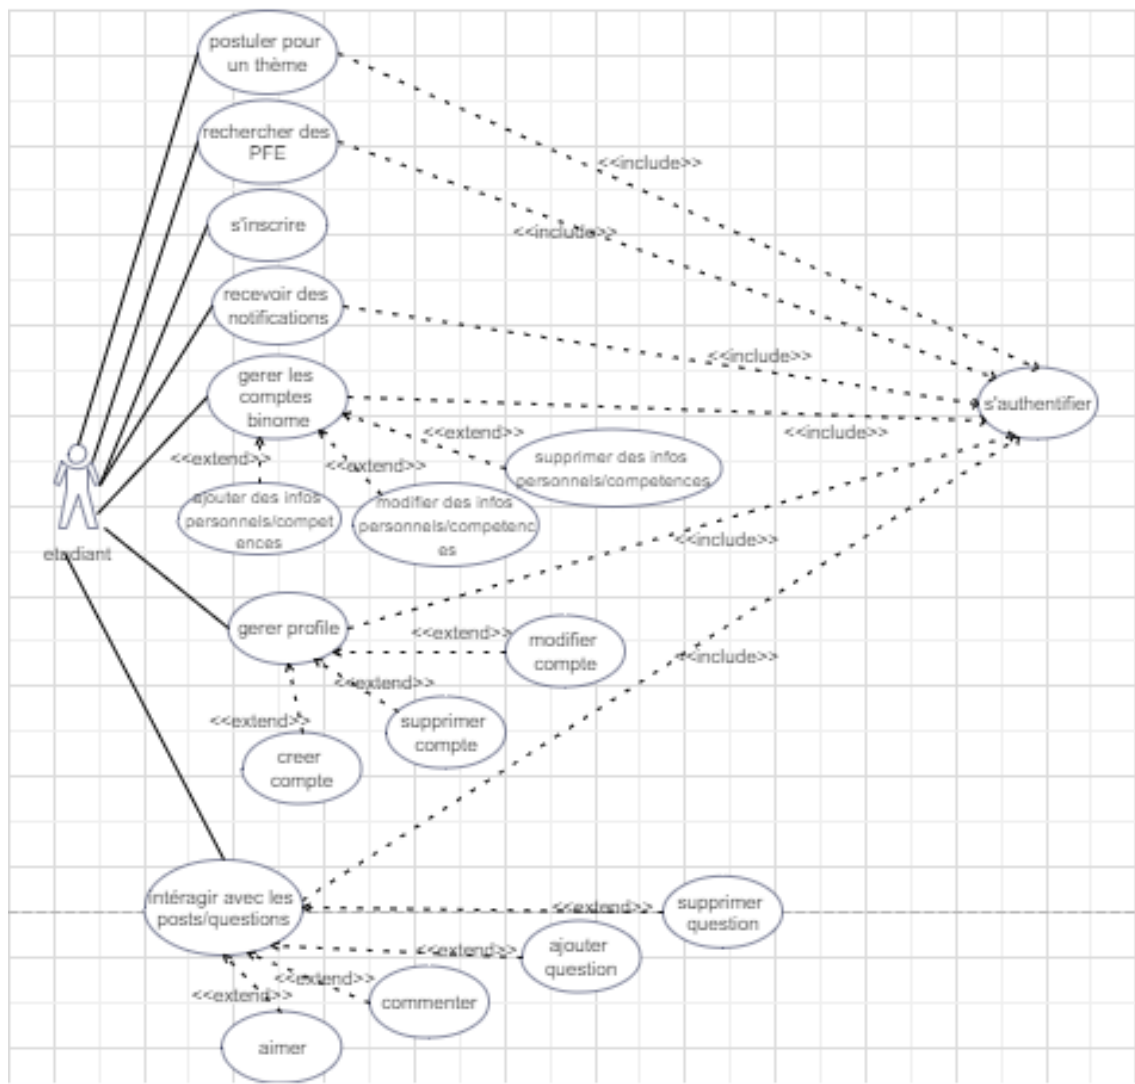 postuler pour
un thème
rechercher des
PFE
<<include>>
s'inscrire
<<include>>
recevoir des
notifications
<<include>>
gerer les
comptes
binome
s'authentifier
<<include>>
<<extend>>
<<extend>>
<<extend>>
supprimer des infos
personnels/competences
ajouter des infos
personnels/compet
ences
modifier des infos
personnels/competenc
es
etudiant
<<include>>
gerer profile
<<extend>>
modifier
compte
<<include>>
<<extend>>
<<extend>>
supprimer
compte
creer
compte
intéragir avec les
posts/questions
<<extend>>
supprimer
question
<<extend>>
ajouter
question
<<extend>>
<<extend>>
commenter
aimer